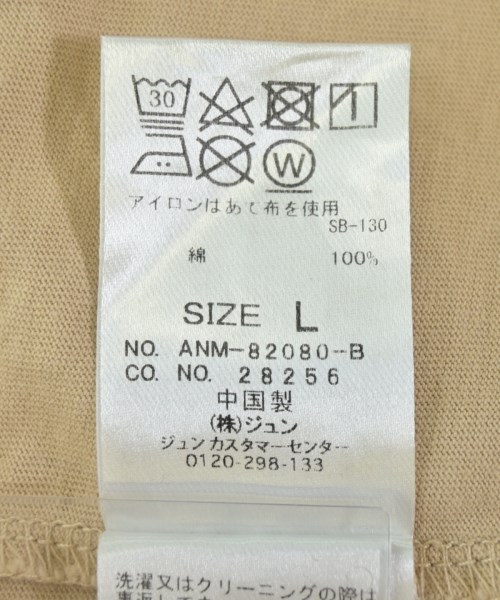 30
W
アイロンはあて布を使用
SB-130
綿 100%
SIZE L
NO. ANM-82080-B
CO. NO. 28256
中国製
(株)ジュン
ジュンカスタマーセンター
0120-298-133
洗濯又はクリーニングの際は